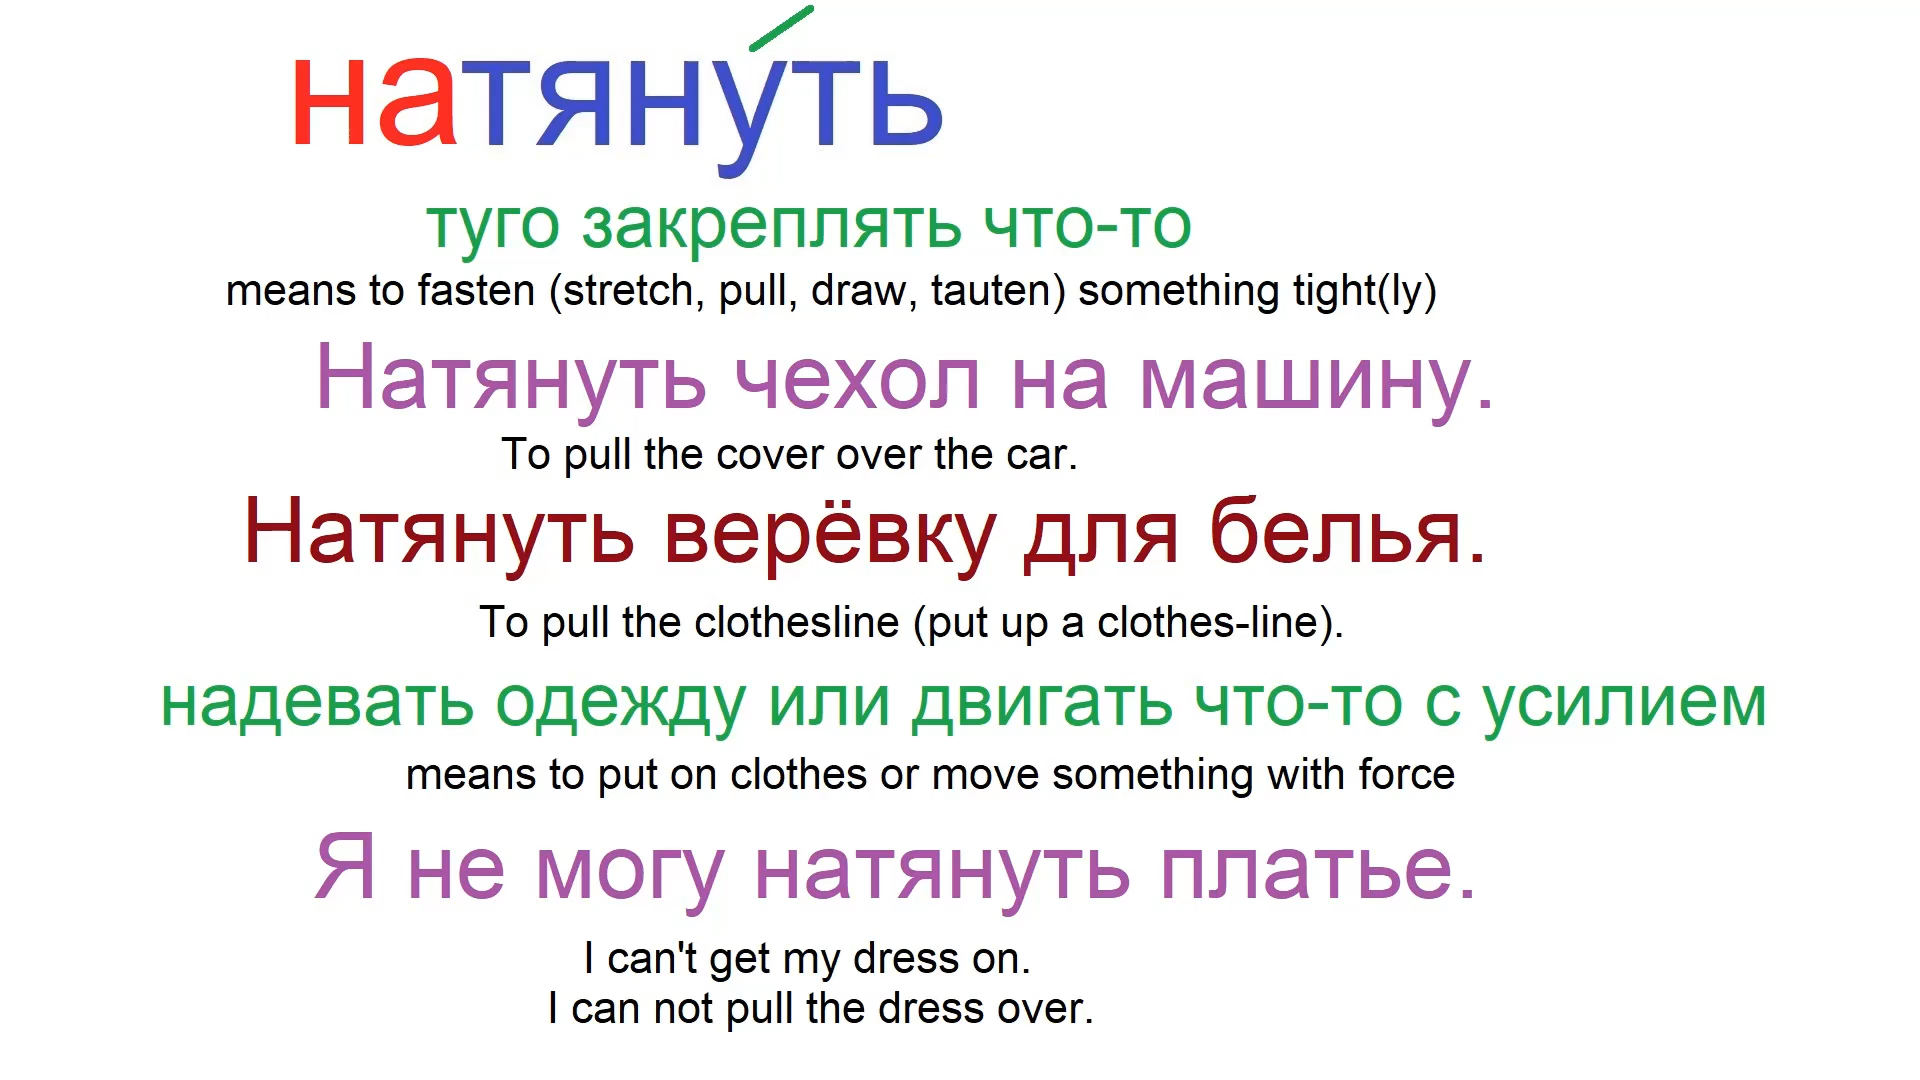 натяну́ть
туго закреплять что-то
means to fasten (stretch, pull, draw, tauten) something tight(ly)
Натянуть чехол на машину.
To pull the cover over the car.
Натянуть верёвку для белья.
To pull the clothesline (put up a clothes-line).
надевать одежду или двигать что-то с усилием
means to put on clothes or move something with force
Я не могу натянуть платье.
I can't get my dress on.
I can not pull the dress over.